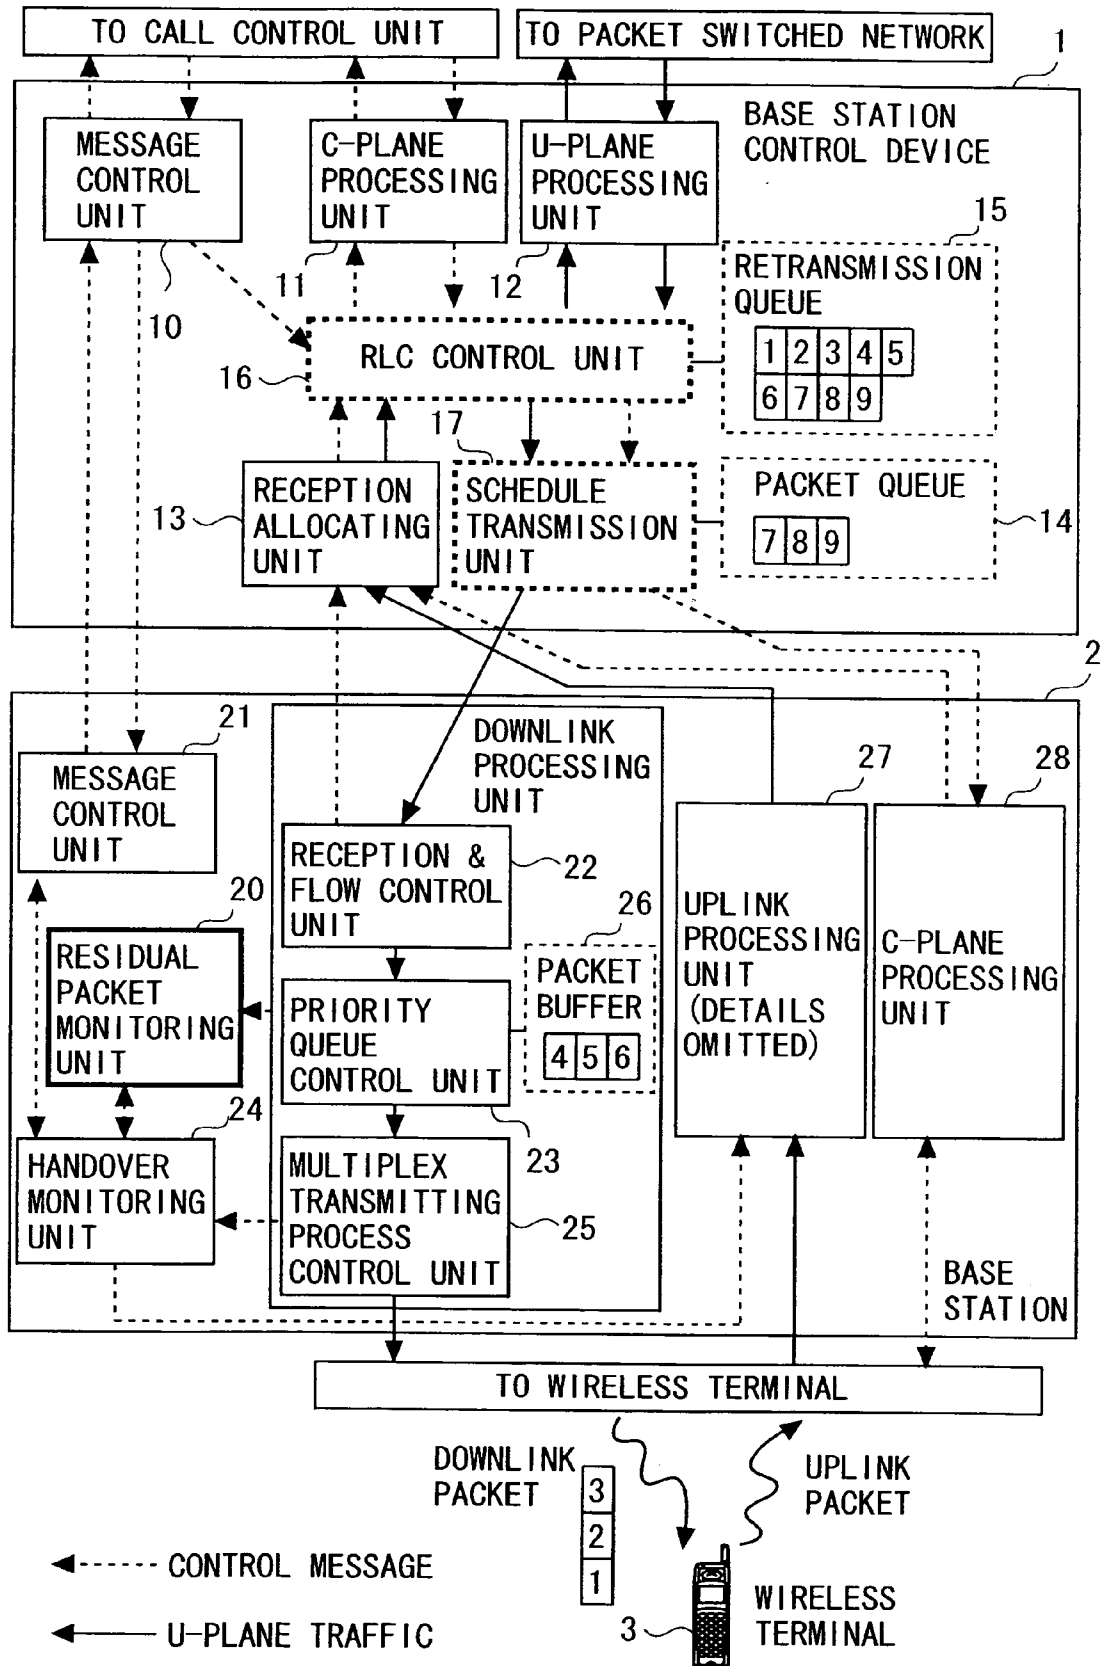 TO CALL CONTROL UNIT
TO PACKET SWITCHED NETWORK
1
MESSAGE
CONTROL
UNIT
C-PLANE
PROCESSING
UNIT
U-PLANE
PROCESSING
UNIT
BASE STATION
CONTROL DEVICE
10
11
12
15
RETRANSMISSION
QUEUE
1 2 3 4 5
6 7 8 9
RLC CONTROL UNIT
16
17
13
RECEPTION
ALLOCATING
UNIT
SCHEDULE
TRANSMISSION
UNIT
PACKET QUEUE
7 8 9
14
2
21
MESSAGE
CONTROL
UNIT
DOWNLINK
PROCESSING
UNIT
27
28
RECEPTION &
FLOW CONTROL
UNIT
22
20
RESIDUAL
PACKET
MONITORING
UNIT
26
PACKET
BUFFER
4 5 6
PRIORITY
QUEUE
CONTROL UNIT
23
UPLINK
PROCESSING
UNIT
(DETAILS
OMITTED)
C-PLANE
PROCESSING
UNIT
24
HANDOVER
MONITORING
UNIT
MULTIPLEX
TRANSMITTING
PROCESS
CONTROL UNIT
25
BASE
STATION
TO WIRELESS TERMINAL
DOWNLINK
PACKET
3
2
1
UPLINK
PACKET
CONTROL MESSAGE
U-PLANE TRAFFIC
3
WIRELESS
TERMINAL